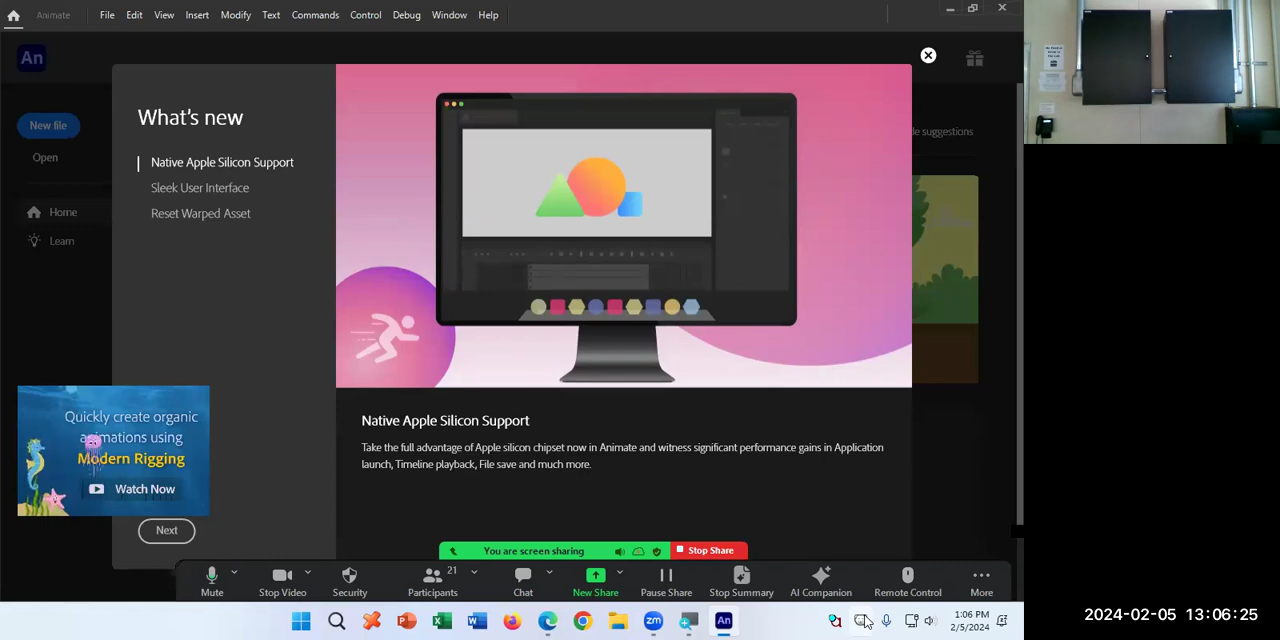 Animate File Edit View Insert Modify Text Commands Control Debug Window Help
An
What's new
New file
Open
Home
Learn
Native Apple Silicon Support
Sleek User Interface
Reset Warped Asset
de suggestions
Quickly create organic
animations using
Modern Rigging
Watch Now
Next
Native Apple Silicon Support
Take the full advantage of Apple silicon chipset now in Animate and witness significant performance gains in Application
launch, Timeline playback, File save and much more.
You are screen sharing Stop Share
21
Mute Stop Video Security Participants Chat New Share Pause Share Stop Summary AI Companion Remote Control More
zm An
1:06 PM
2/5/2024
2024-02-05 13:06:25